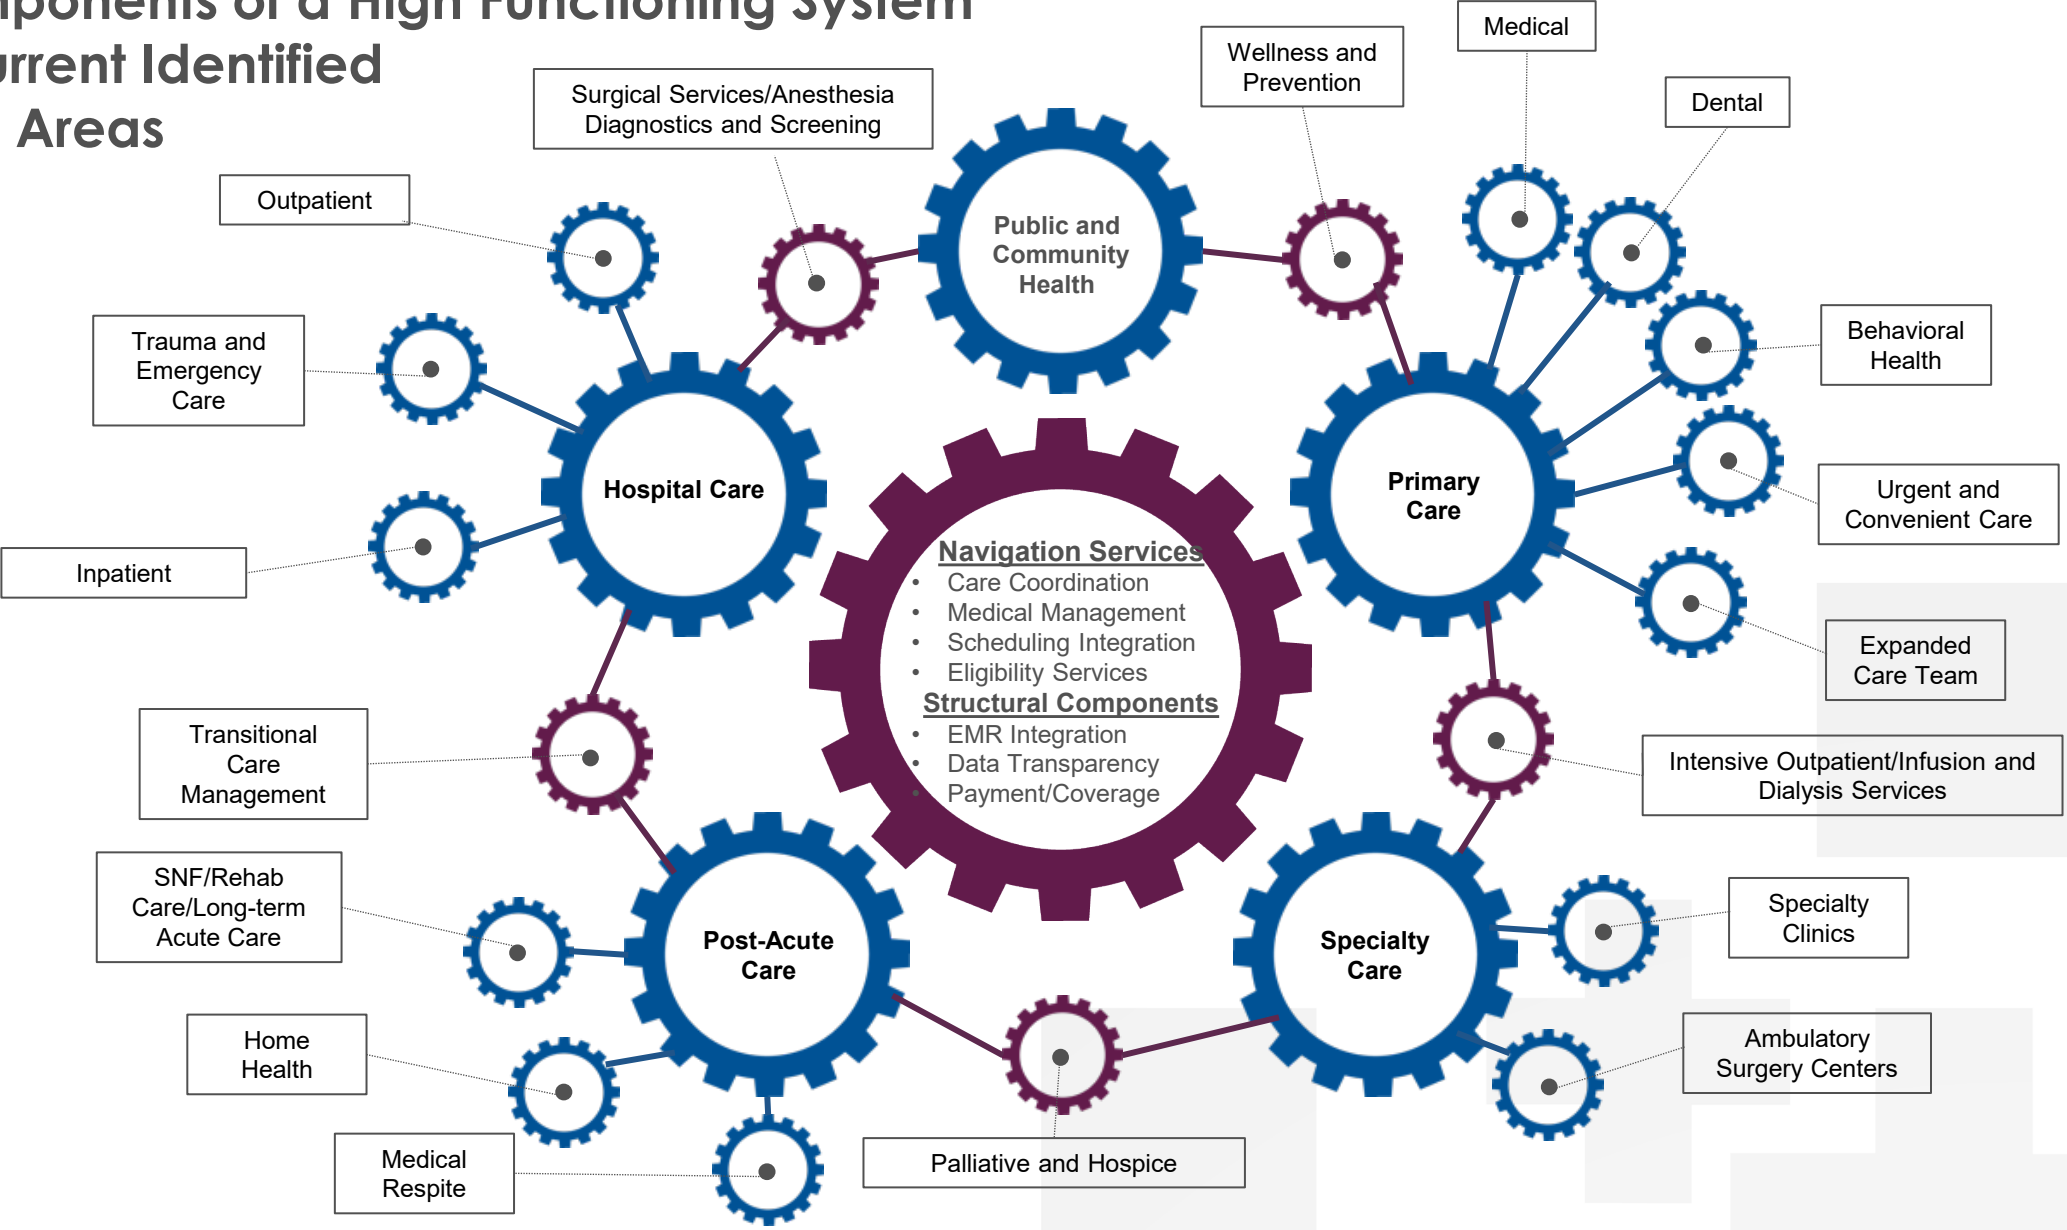 of a High Functioning System
Identified
Areas
Medical
Wellness and
Prevention
Dental
Surgical Services/Anesthesia
Diagnostics and Screening
Outpatient
Public and
Community
Health
Trauma and
Emergency
Care
Behavioral
Health
Hospital Care
Primary
Care
Urgent and
Convenient Care
Inpatient
Navigation Services
• Care Coordination
• Medical Management
• Scheduling Integration
• Eligibility Services
Structural Components
• EMR Integration
• Data Transparency
• Payment/Coverage
Expanded
Care Team
Transitional
Care
Management
Intensive Outpatient/Infusion and
Dialysis Services
SNF/Rehab
Care/Long-term
Acute Care
Post-Acute
Care
Specialty
Care
Specialty
Clinics
Home
Health
Ambulatory
Surgery Centers
Medical
Respite
Palliative and Hospice